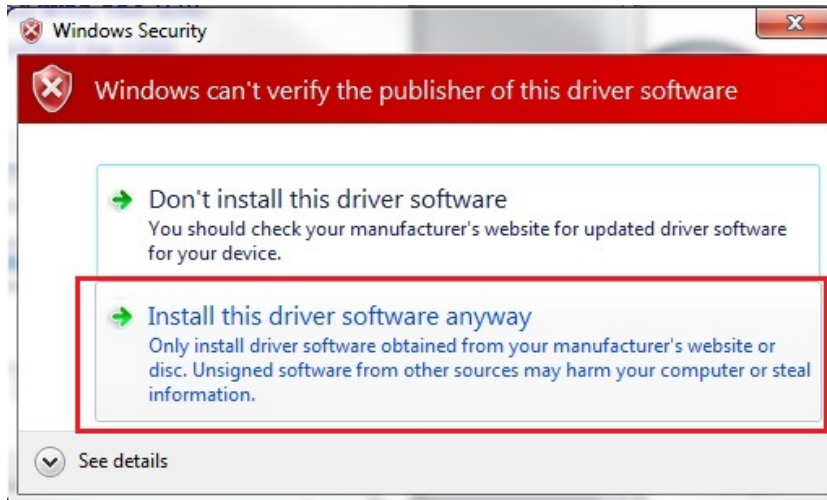 Windows Security
Windows can't verify the publisher of this driver software
Don't install this driver software
You should check your manufacturer's website for updated driver software
for your device.
Install this driver software anyway
Only install driver software obtained from your manufacturer's website or
disc. Unsigned software from other sources may harm your computer or steal
information.
See details